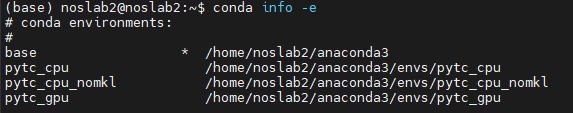 (base) noslab2@noslab2:~$ conda info -e
# conda environments:
#
base                  *  /home/noslab2/anaconda3
pytc_cpu                 /home/noslab2/anaconda3/envs/pytc_cpu
pytc_cpu_nomkl           /home/noslab2/anaconda3/envs/pytc_cpu_nomkl
pytc_gpu                 /home/noslab2/anaconda3/envs/pytc_gpu